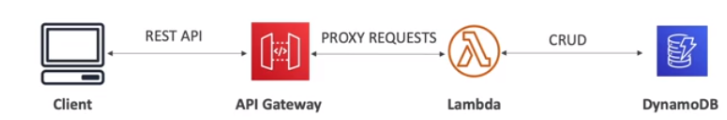 REST API
PROXY REQUESTS
CRUD
Client
API Gateway
Lambda
DynamoDB